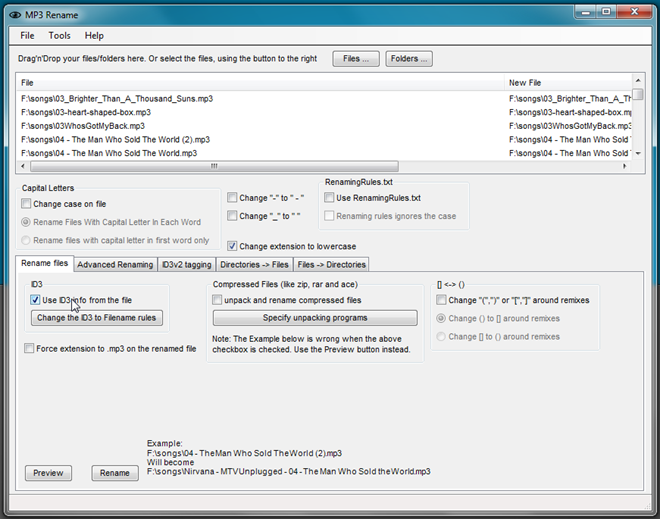 MP3 Rename
File Tools Help
Drag'n'Drop your files/folders here. Or select the files, using the button to the right Files ... Folders ...
File New File
F:\songs\03_Brighter_Than_A_Thousand_Suns.mp3 F:\songs\03_Brighter_Than_A_Th
F:\songs\03-heart-shaped-box.mp3 F:\songs\03-heart-shaped-box.mp
F:\songs\03WhosGotMyBack.mp3 F:\songs\03WhosGotMyBack.mp3
F:\songs\04 - The Man Who Sold The World (2).mp3 F:\songs\04 - The Man Who Sold
F:\songs\04 - The Man Who Sold The World.mp3 F:\songs\04 - The Man Who Sold
Capital Letters
Change case on file
Rename Files With Capital Letter In Each Word
Rename files with capital letter in first word only
Change "-" to " - "
Change "_" to " "
Change extension to lowercase
RenamingRules.txt
Use RenamingRules.txt
Renaming rules ignores the case
Rename files Advanced Renaming ID3v2 tagging Directories -> Files Files -> Directories
ID3
Use ID3 info from the file
Change the ID3 to Filename rules
Force extension to .mp3 on the renamed file
Compressed Files (like zip, rar and ace)
unpack and rename compressed files
Specify unpacking programs
Note: The Example below is wrong when the above
checkbox is checked. Use the Preview button instead.
[] <-> ()
Change "(",")" or "[","]" around remixes
Change () to [] around remixes
Change [] to () around remixes
Preview Rename
Example:
F:\songs\04 - The Man Who Sold The World (2).mp3
Will become
F:\songs\Nirvana - MTV Unplugged - 04 - The Man Who Sold the World.mp3